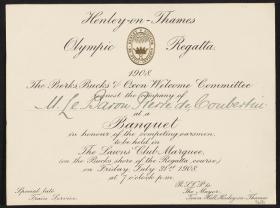 Henley-on-Thames
Olympic Regatta.
1908
The Berks Bucks & Oxon Welcome Committee
request the company of
M. Le Baron Pierre de Coubertin
at a
Banquet
in honour of the competing oarsmen
to be held in
The Lawns Club Marquee,
(on the Bucks shore of the Regatta course)
on Friday July 31st 1908
at 7 o'clock p.m.
Special late
Train Service.
R.S.V.P. to
The Mayor,
Town Hall, Henley-on-Thames